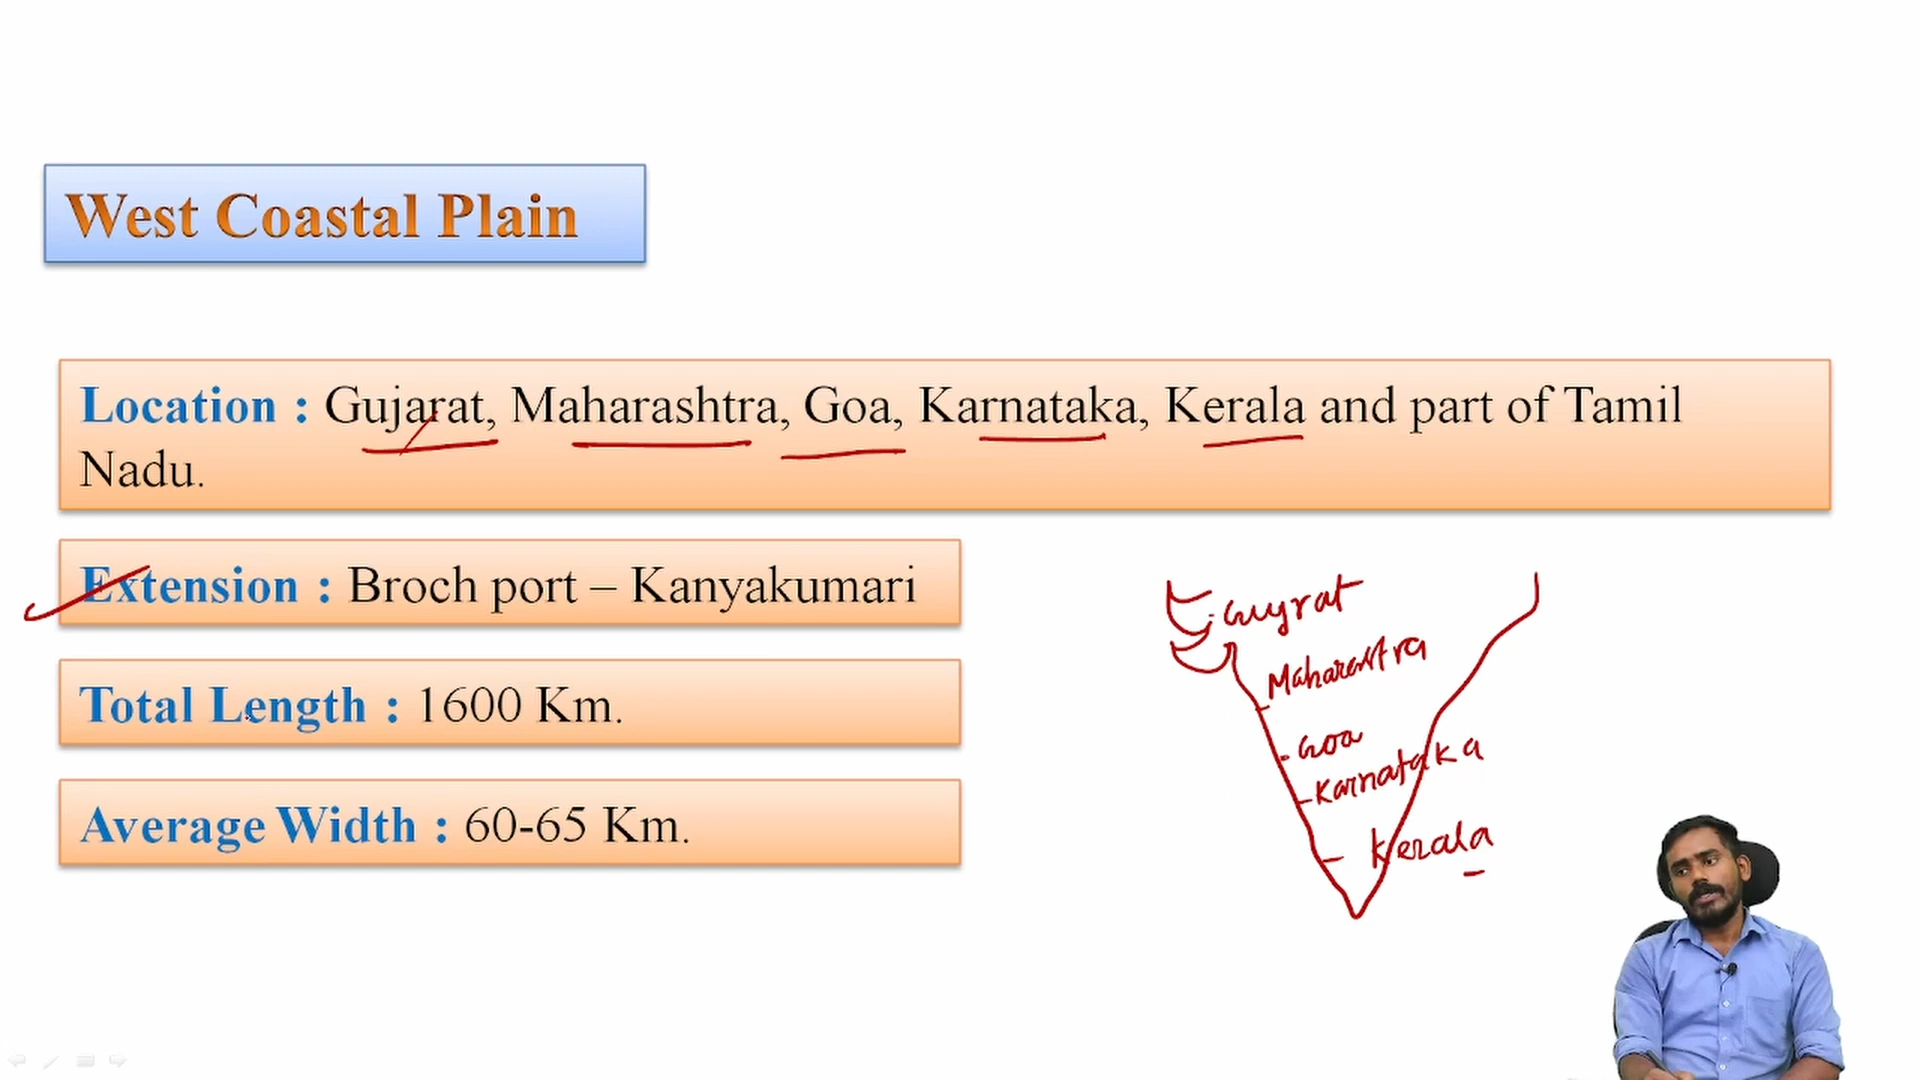 West Coastal Plain
Location : Gujarat, Maharashtra, Goa, Karnataka, Kerala and part of Tamil
Nadu.
Extension : Broch port – Kanyakumari
Total Length : 1600 Km.
Average Width : 60-65 Km.
Gujrat
Maharastra
Goa
Karnataka
Kerala